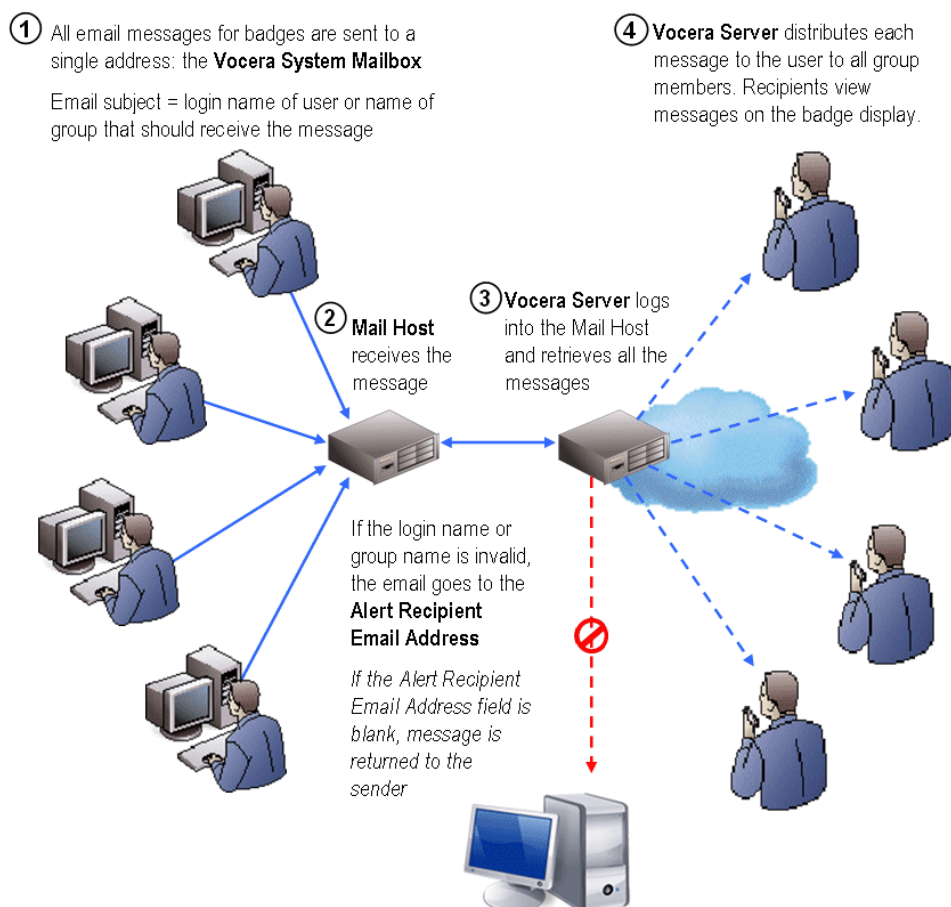 1 All email messages for badges are sent to a
single address: the Vocera System Mailbox
Email subject = login name of user or name of
group that should receive the message
4 Vocera Server distributes each
message to the user to all group
members. Recipients view
messages on the badge display.
2 Mail Host
receives the
message
3 Vocera Server logs
into the Mail Host
and retrieves all the
messages
If the login name or
group name is invalid,
the email goes to the
Alert Recipient
Email Address
If the Alert Recipient
Email Address field is
blank, message is
returned to the
sender